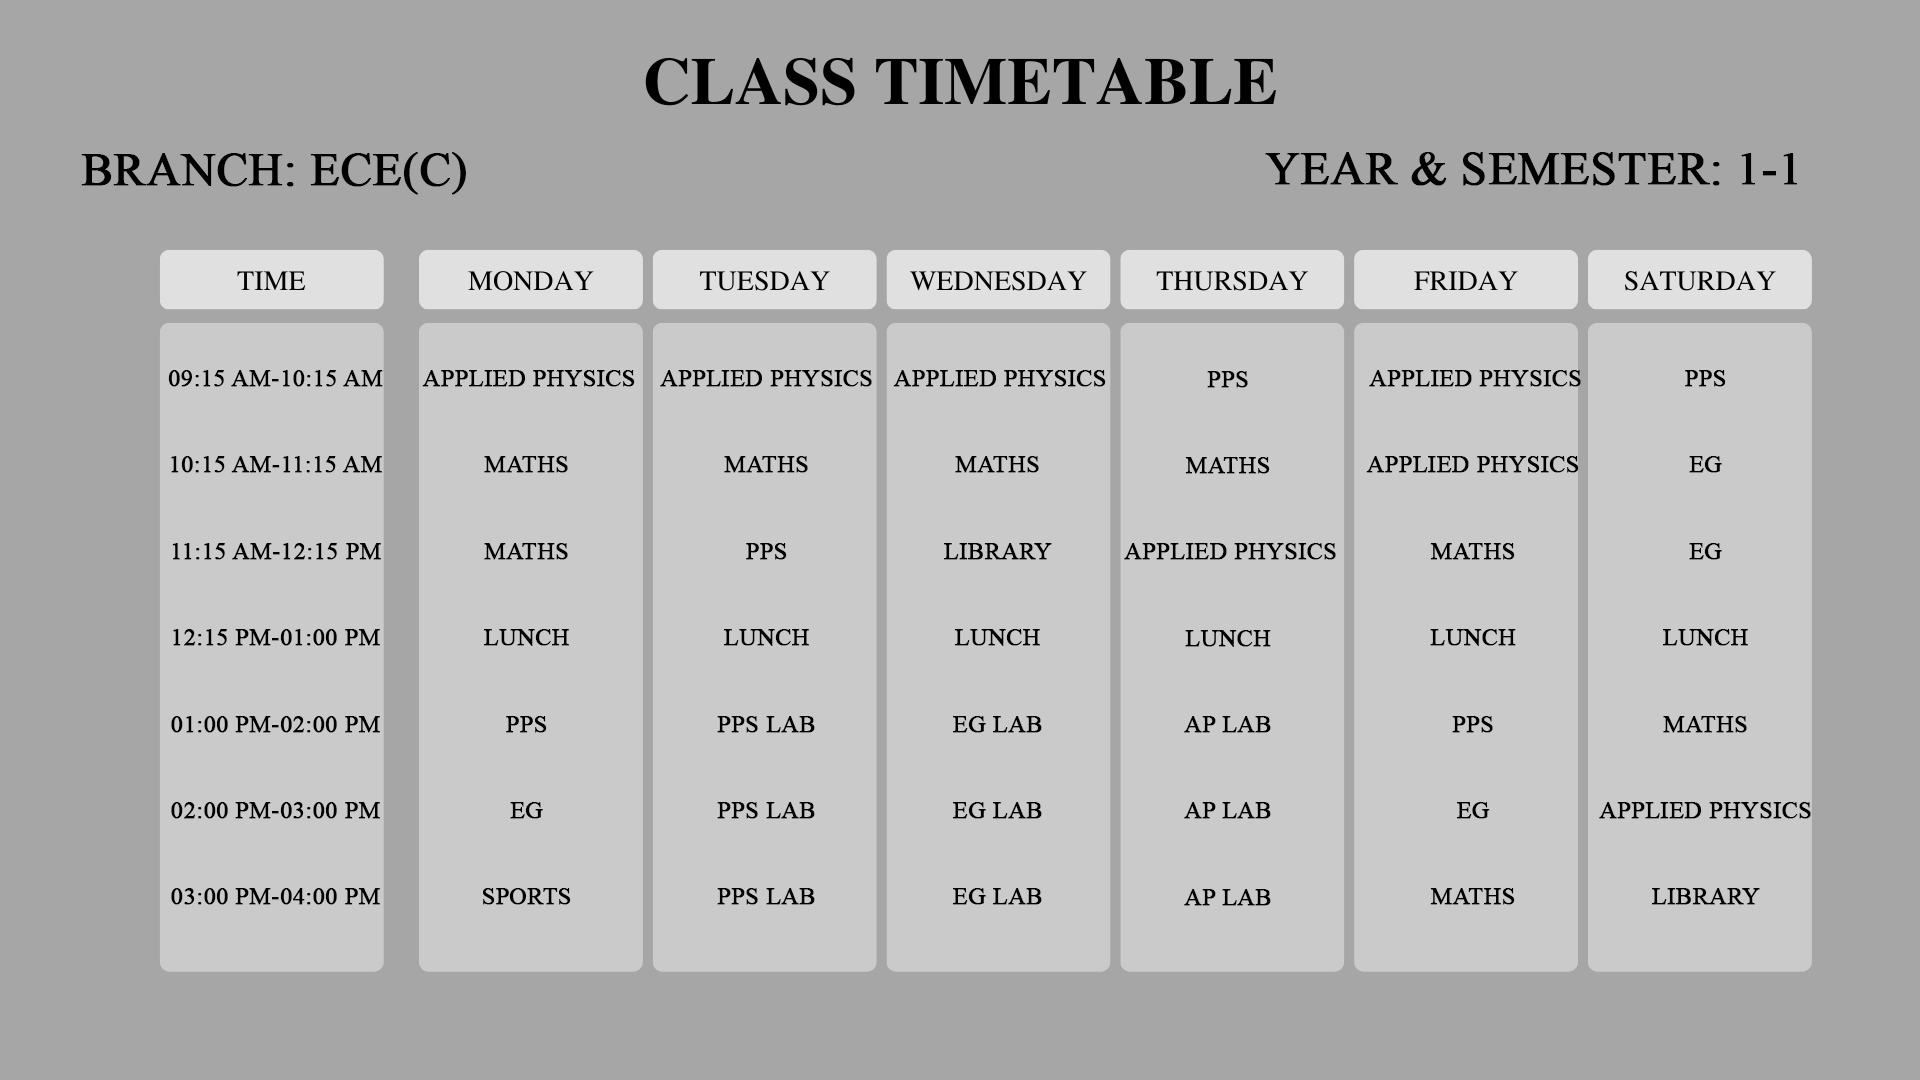 CLASS TIMETABLE
BRANCH: ECE(C) YEAR & SEMESTER: 1-1
TIME MONDAY TUESDAY WEDNESDAY THURSDAY FRIDAY SATURDAY
09:15 AM-10:15 AM APPLIED PHYSICS APPLIED PHYSICS APPLIED PHYSICS PPS APPLIED PHYSICS PPS
10:15 AM-11:15 AM MATHS MATHS MATHS MATHS APPLIED PHYSICS EG
11:15 AM-12:15 PM MATHS PPS LIBRARY APPLIED PHYSICS MATHS EG
12:15 PM-01:00 PM LUNCH LUNCH LUNCH LUNCH LUNCH LUNCH
01:00 PM-02:00 PM PPS PPS LAB EG LAB AP LAB PPS MATHS
02:00 PM-03:00 PM EG PPS LAB EG LAB AP LAB EG APPLIED PHYSICS
03:00 PM-04:00 PM SPORTS PPS LAB EG LAB AP LAB MATHS LIBRARY